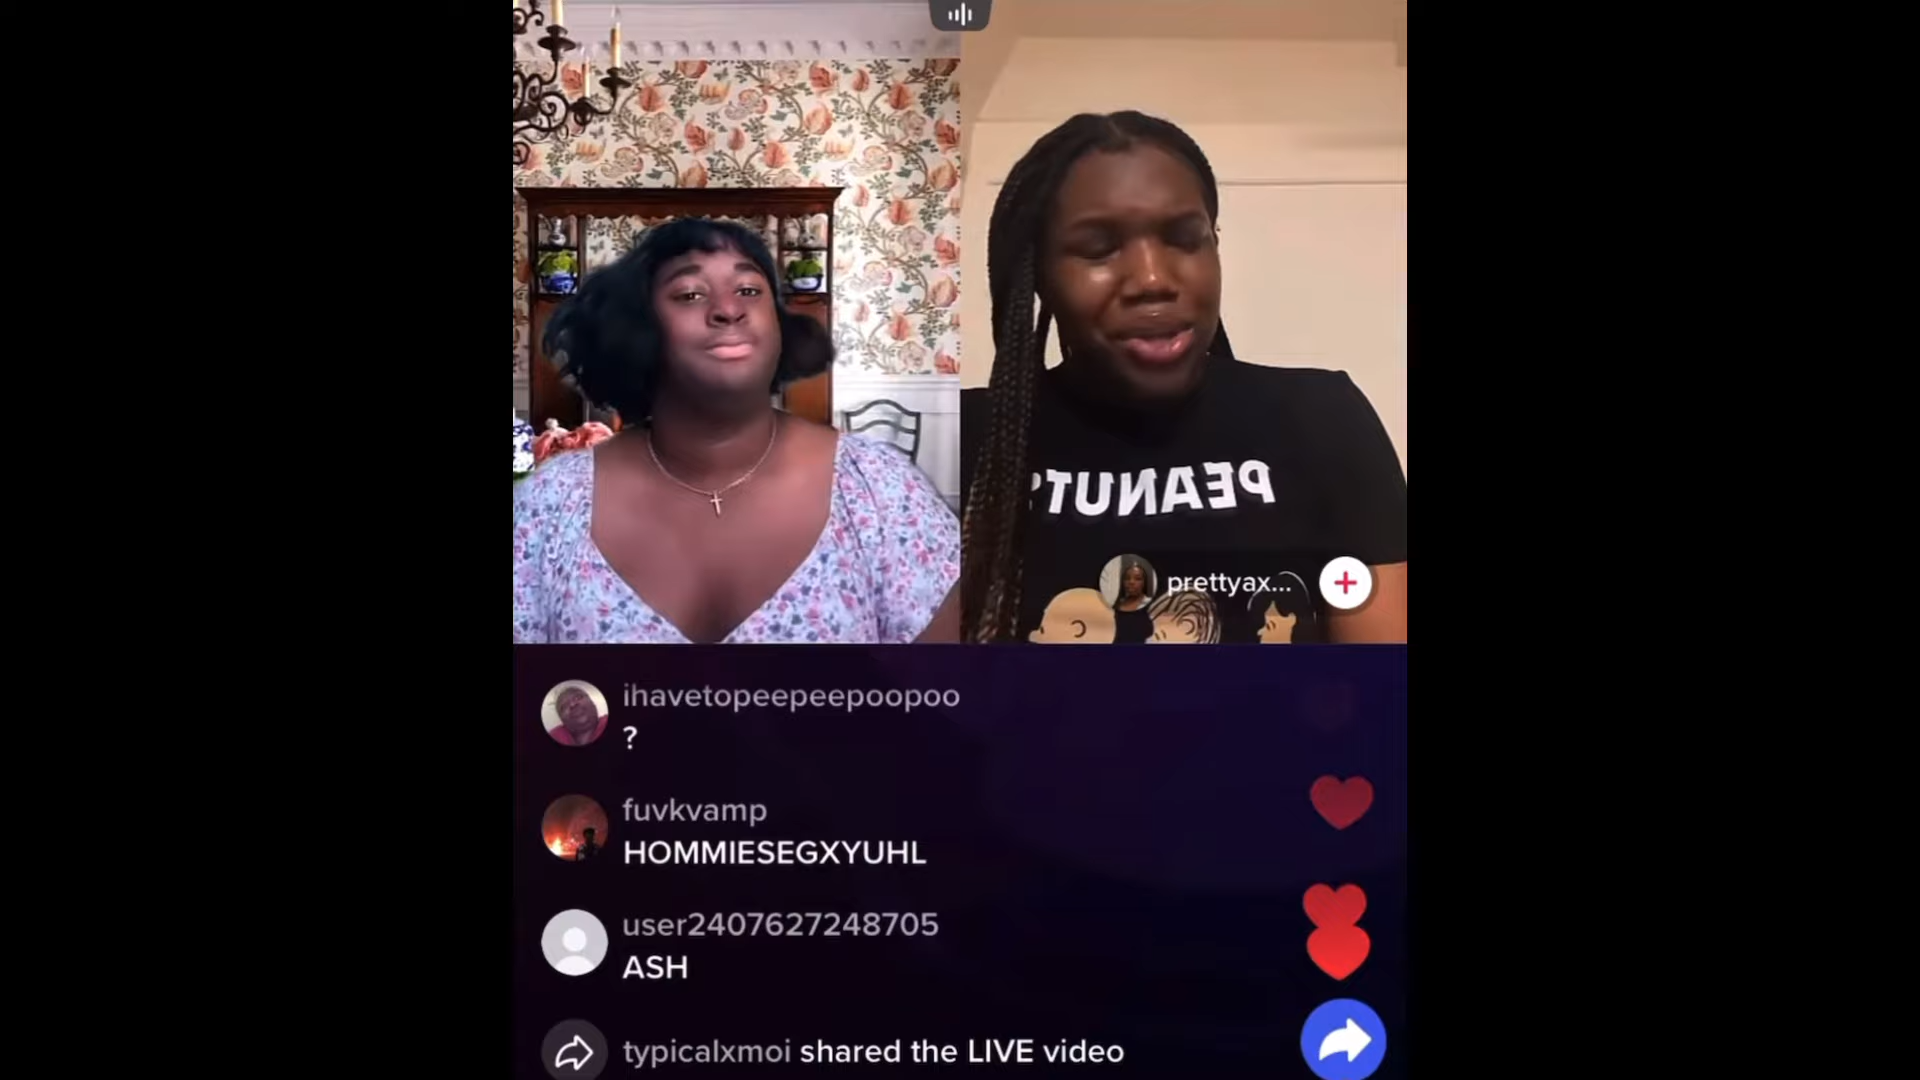 PEANUTS
prettyax...
ihavetopeepeepoopoo
?
fuvkvamp
HOMMIESEGXYUHL
user2407627248705
ASH
typicalxmoi shared the LIVE video